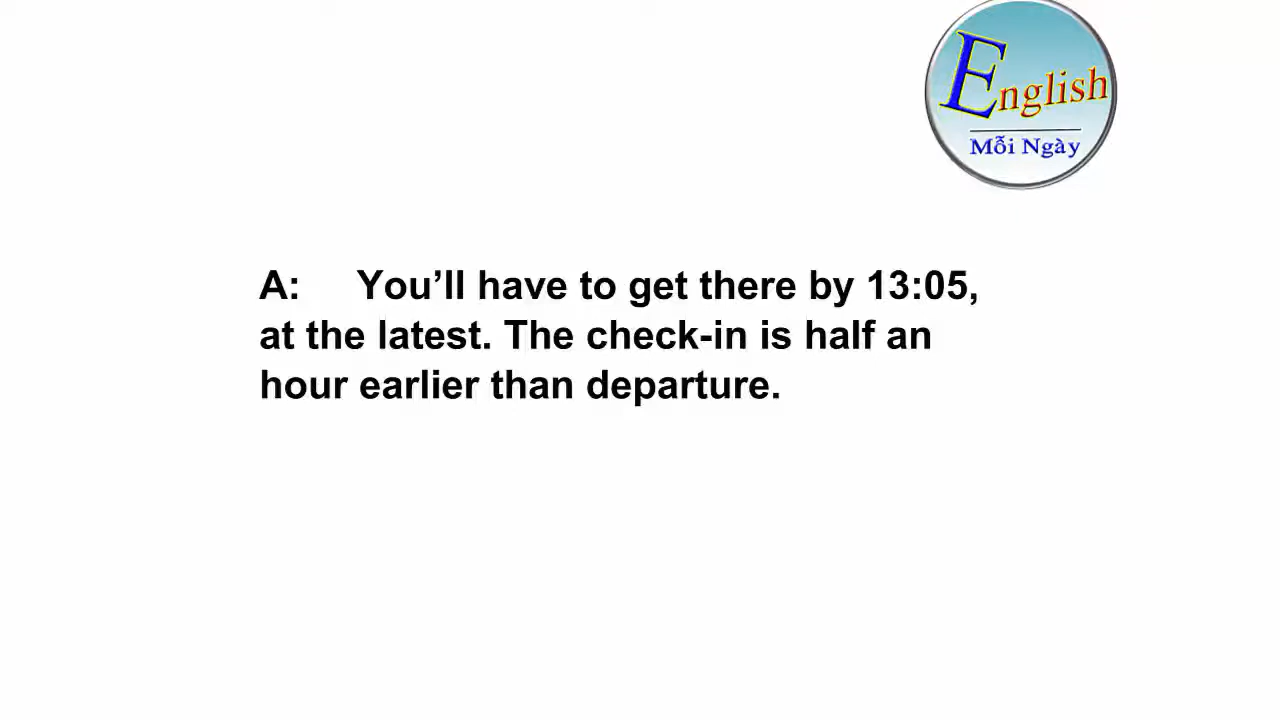 English
Mỗi Ngày
A: You’ll have to get there by 13:05,
at the latest. The check-in is half an
hour earlier than departure.